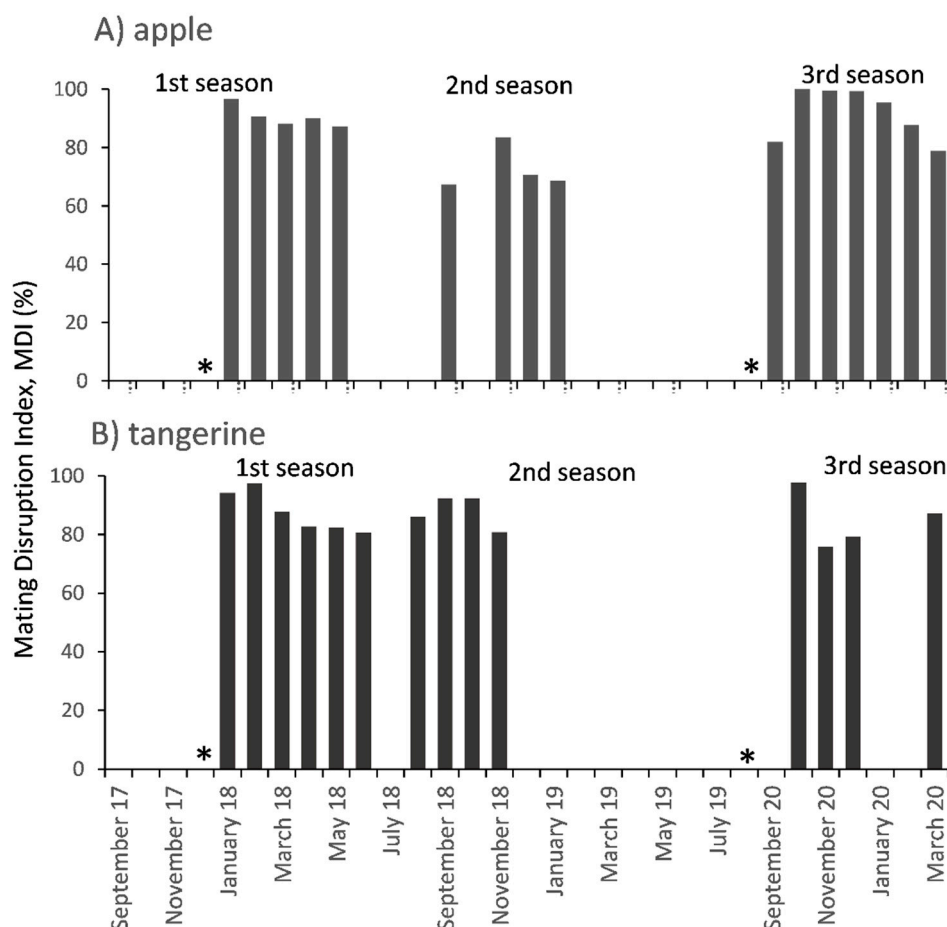 A) apple
1st season
2nd season
3rd season
100
80
60
40
20
0
*
*
Mating Disruption Index, MDI (%)
B) tangerine
1st season
2nd season
3rd season
100
80
60
40
20
0
*
*
September 17
November 17
January 18
March 18
May 18
July 18
September 18
November 18
January 19
March 19
May 19
July 19
September 20
November 20
January 20
March 20